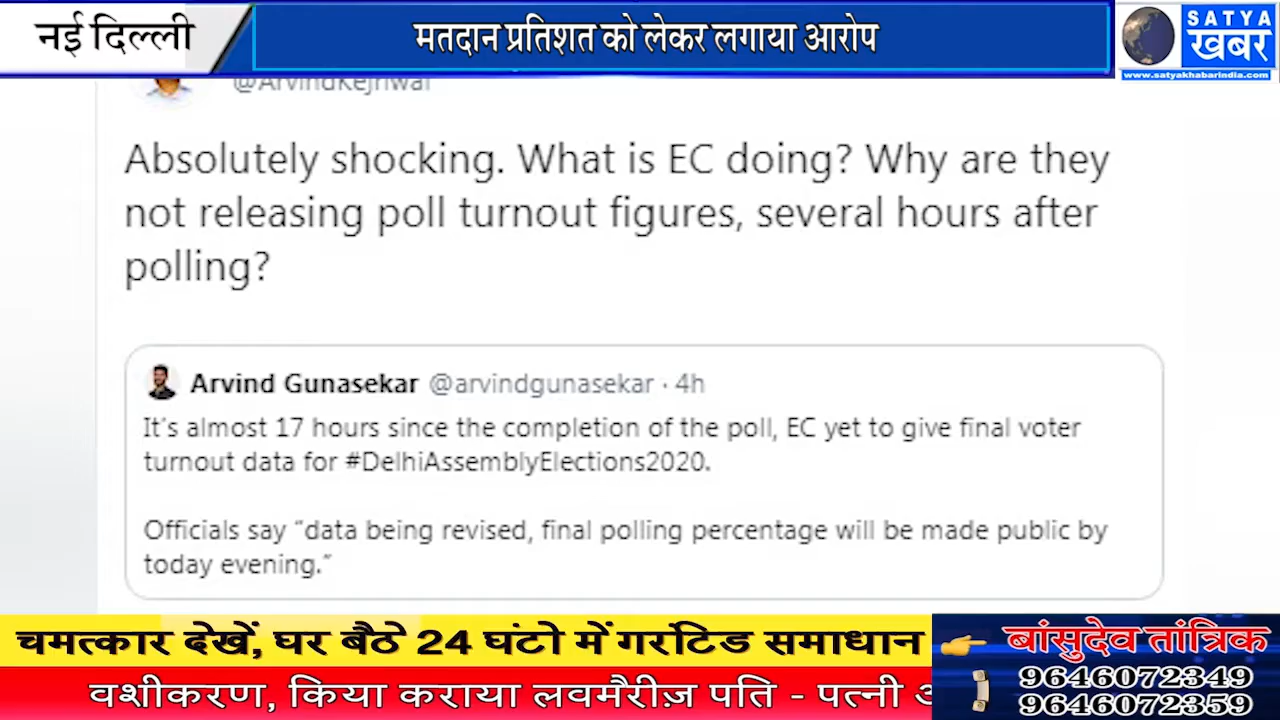 नई दिल्ली
मतदान प्रतिशत को लेकर लगाया आरोप
SATYA
खबर
www.satyakhabarindia.com
@ArvindKejriwal
Absolutely shocking. What is EC doing? Why are they
not releasing poll turnout figures, several hours after
polling?
Arvind Gunasekar @arvindgunasekar · 4h
It's almost 17 hours since the completion of the poll, EC yet to give final voter
turnout data for #DelhiAssemblyElections2020.
Officials say “data being revised, final polling percentage will be made public by
today evening.”
चमत्कार देखें, घर बैठे 24 घंटो में गरंटिड समाधान
बांसुदेव तांत्रिक
वशीकरण, किया कराया लवमैरीज़ पति - पत्नी
9646072349
9646072359